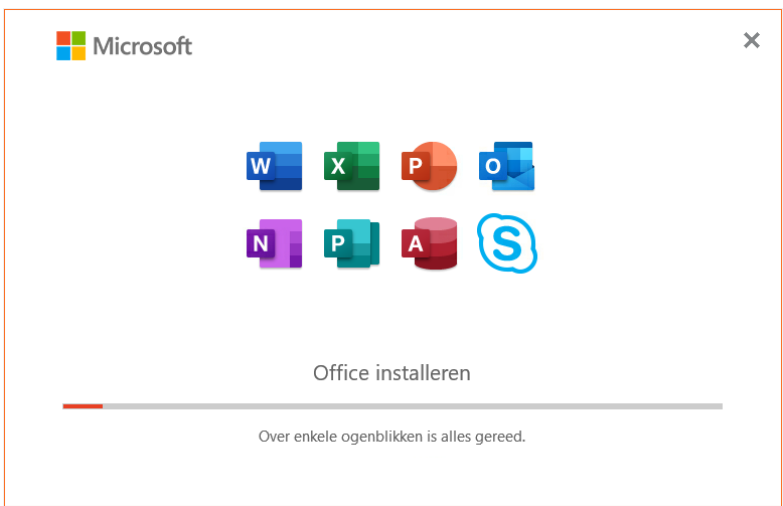 Microsoft
W X P O
N P A S
Office installeren
Over enkele ogenblikken is alles gereed.